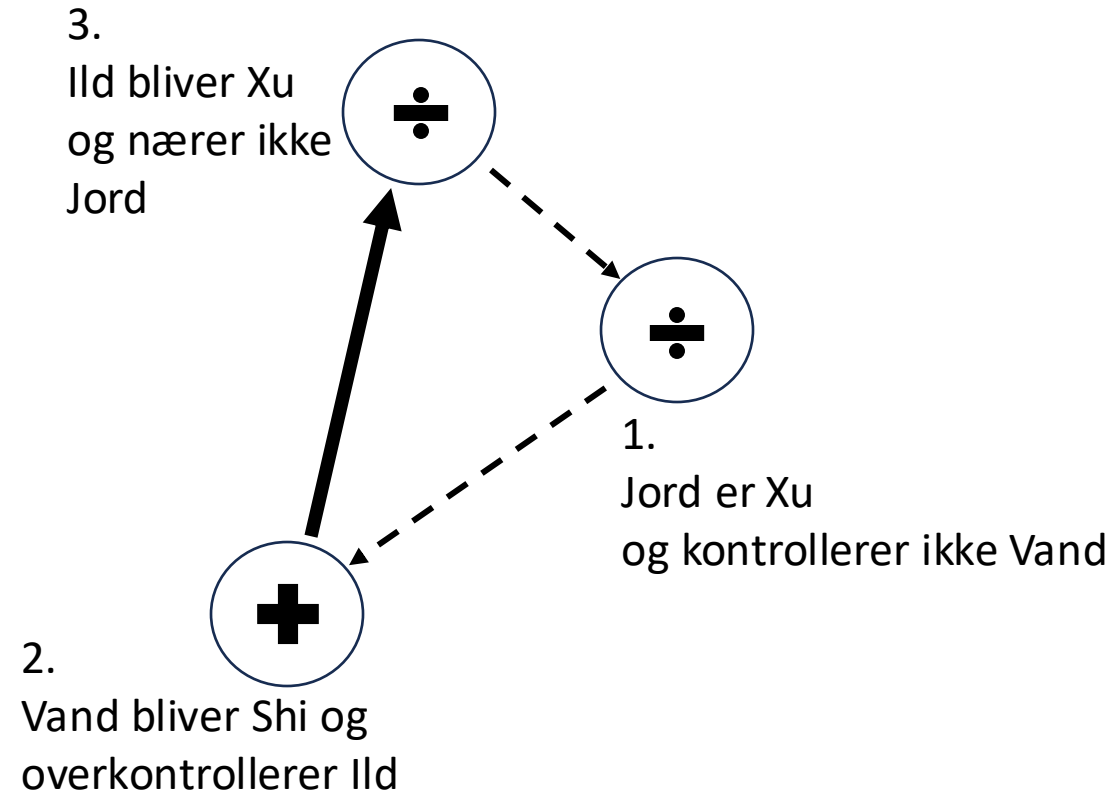 3.
Ild bliver Xu
og nærer ikke
Jord
÷
÷
1.
Jord er Xu
og kontrollerer ikke Vand
+
2.
Vand bliver Shi og
overkontrollerer Ild